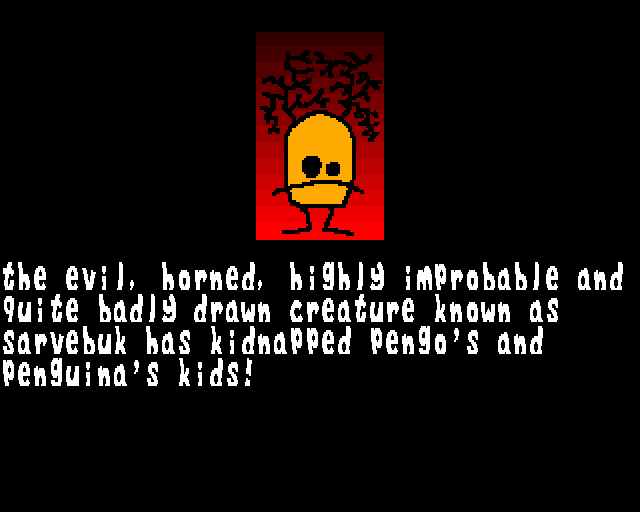 the evil, horned, highly improbable and
quite badly drawn creature known as
sarvebuk has kidnapped pengo's and
penguina's kids!